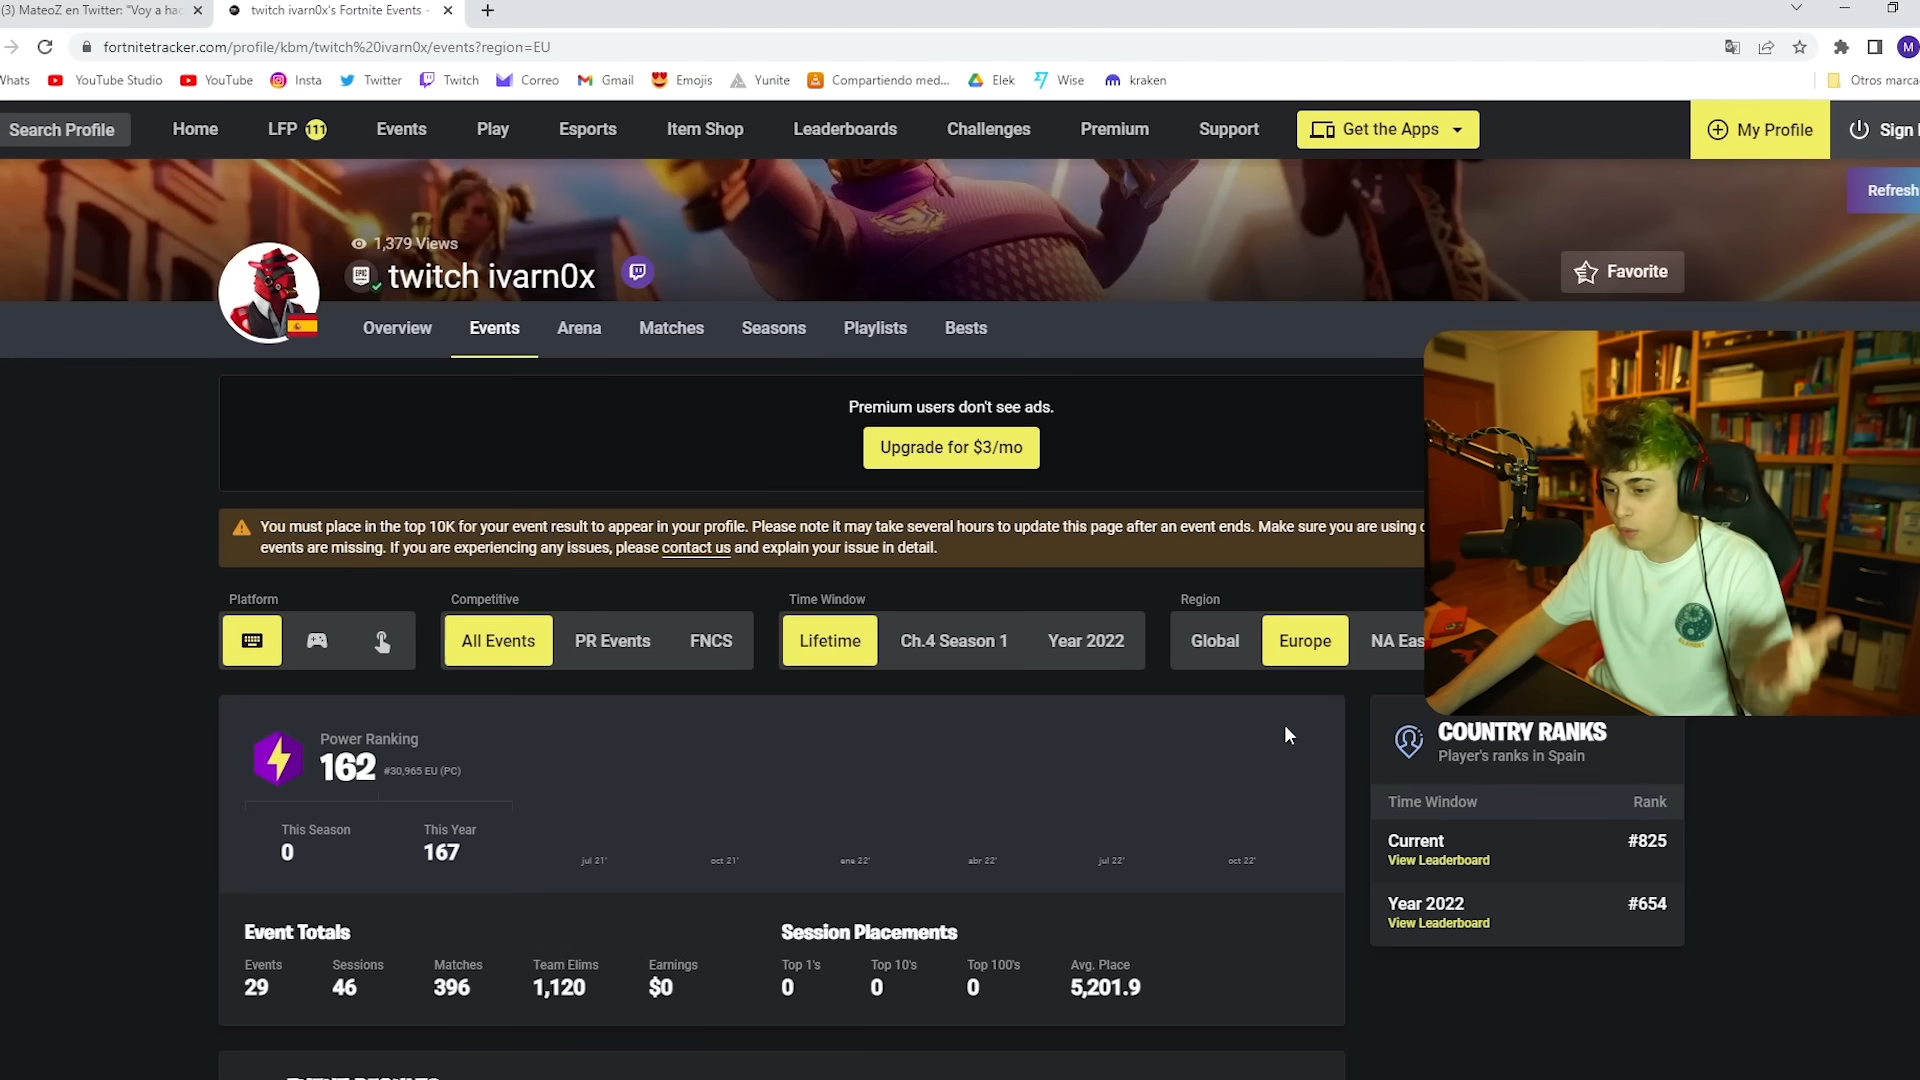 (3) MateoZ en Twitter: "Voy a hac
twitch ivarn0x's Fortnite Events -
fortnitetracker.com/profile/kbm/twitch%20ivarn0x/events?region=EU
M
Whats
YouTube Studio
YouTube
Insta
Twitter
Twitch
Correo
Gmail
Emojis
Yunite
Compartiendo med...
Elek
Wise
kraken
Otros marca
Search Profile
Home
LFP 111
Events
Play
Esports
Item Shop
Leaderboards
Challenges
Premium
Support
Get the Apps
My Profile
Sign
Refresh
1,379 Views
EPIC
twitch ivarn0x
Favorite
Overview
Events
Arena
Matches
Seasons
Playlists
Bests
Premium users don't see ads.
Upgrade for $3/mo
You must place in the top 10K for your event result to appear in your profile. Please note it may take several hours to update this page after an event ends. Make sure you are using
events are missing. If you are experiencing any issues, please contact us and explain your issue in detail.
Platform
Competitive
Time Window
Region
All Events
PR Events
FNCS
Lifetime
Ch.4 Season 1
Year 2022
Global
Europe
NA Eas
Power Ranking
162 #30,965 EU (PC)
This Season
This Year
0
167
jul 21'
oct 21'
ene 22'
abr 22'
jul 22'
oct 22'
COUNTRY RANKS
Player's ranks in Spain
Time Window
Rank
Current
#825
View Leaderboard
Year 2022
#654
View Leaderboard
Event Totals
Session Placements
Events
Sessions
Matches
Team Elims
Earnings
Top 1's
Top 10's
Top 100's
Avg. Place
29
46
396
1,120
$0
0
0
0
5,201.9